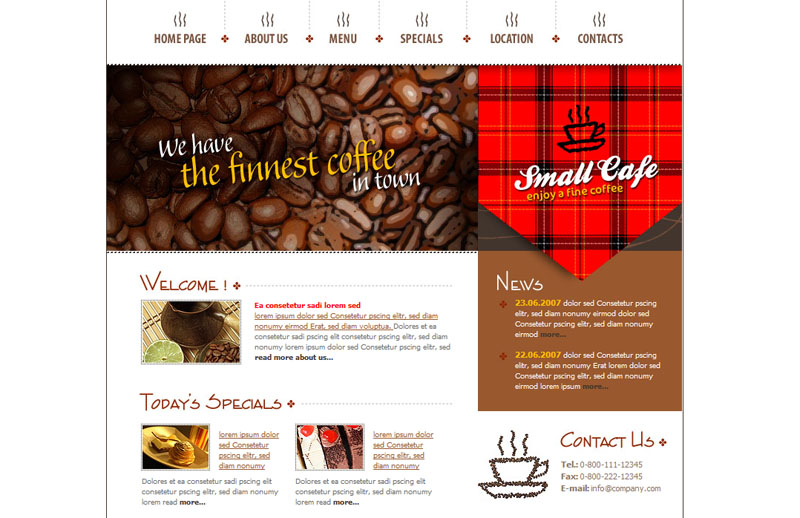 HOME PAGE ABOUT US MENU SPECIALS LOCATION CONTACTS
We have
the finnest coffee
in town
Small Cafe
enjoy a fine coffee
Welcome !
Ea consetetur sadi lorem sed
lorem ipsum dolor sed Consetetur pscing elitr, sed diam
nonumy eirmod Erat, sed diam voluptua. Dolores et ea
consetetur sadi pscing elit consetetur pscing elitr, sed diam
nonumy lorem ipsum dolor sed Consetetur pscing elitr, sed
read more about us...
News
23.06.2007 dolor sed Consetetur pscing
elitr, sed diam nonumy eirmod dolor sed
Consetetur pscing elitr, sed diam nonumy
eirmod more...
22.06.2007 dolor sed Consetetur pscing
elitr, sed diam nonumy Erat lorem dolor sed
Consetetur pscing elitr, sed diam nonumy
eirmod lorem ipsum more...
Today's Specials
lorem ipsum dolor
sed Consetetur
pscing elitr, sed
diam nonumy
Dolores et ea consetetur sadi pscing elit
consetetur pscing elitr, sed diam nonumy
lorem read more...
lorem ipsum dolor
sed Consetetur
pscing elitr, sed
diam nonumy
Dolores et ea consetetur sadi pscing elit
consetetur pscing elitr, sed diam nonumy
lorem read more...
Contact Us
Tel.: 0-800-111-12345
Fax: 0-800-222-12345
E-mail: info@company.com